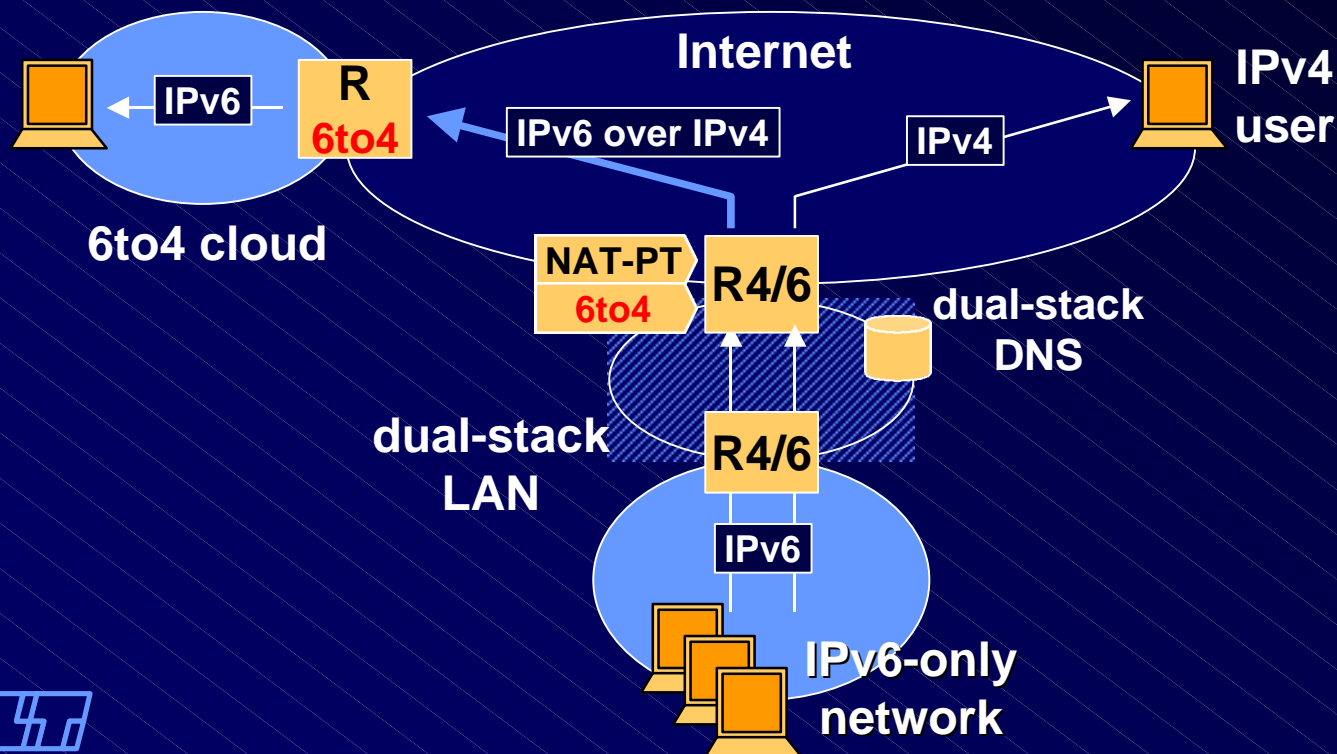 Internet
IPv4
user
IPv6
R
6to4
IPv6 over IPv4
IPv4
6to4 cloud
NAT-PT
6to4
R4/6
dual-stack
DNS
dual-stack
LAN
R4/6
IPv6
IPv6-only
network